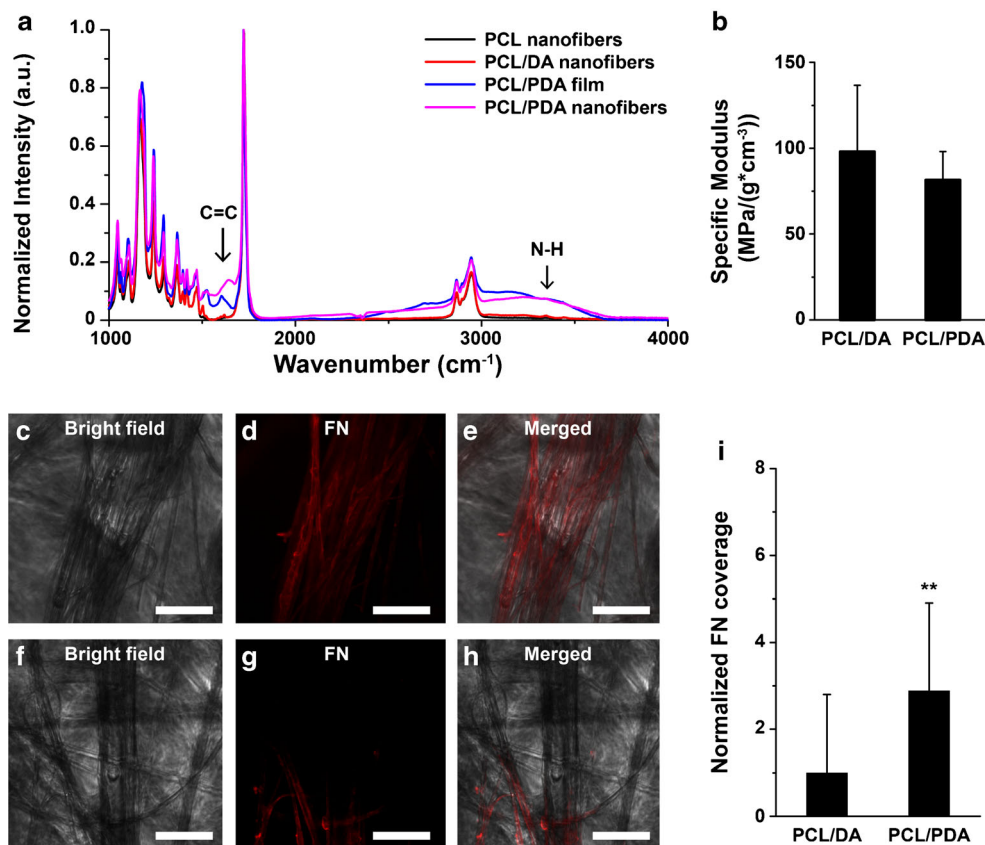 a
Normalized Intensity (a.u.)
1.0
0.8
0.6
0.4
0.2
0
1000
2000
3000
4000
Wavenumber (cm⁻¹)
PCL nanofibers
PCL/DA nanofibers
PCL/PDA film
PCL/PDA nanofibers
C=C
N-H
b
Specific Modulus
(MPa/(g*cm⁻³))
150
100
50
0
PCL/DA
PCL/PDA
c
Bright field
d
FN
e
Merged
f
Bright field
g
FN
h
Merged
i
Normalized FN coverage
8
6
4
2
0
**
PCL/DA
PCL/PDA